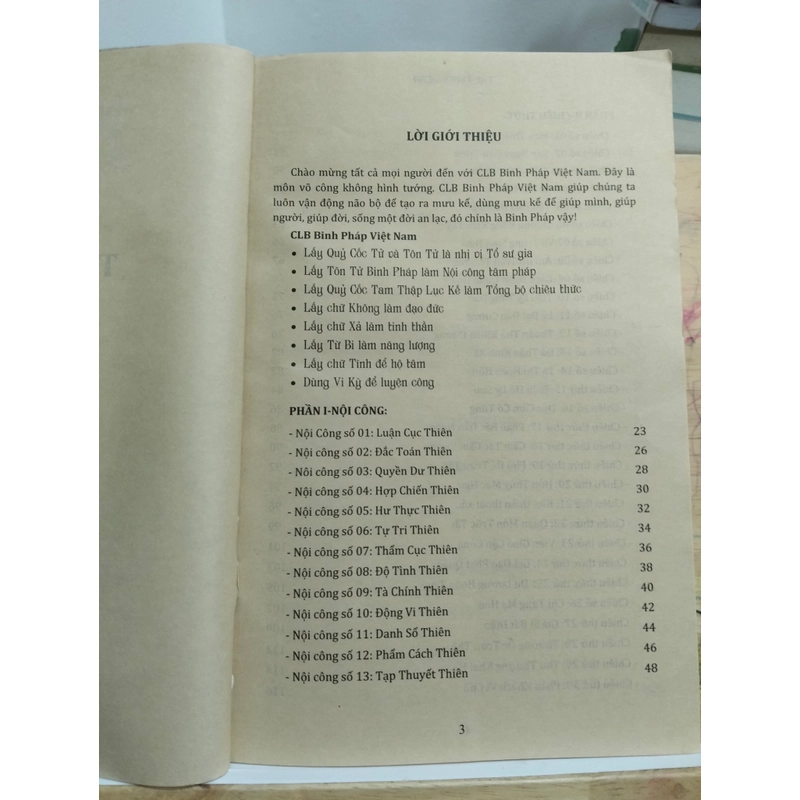 LỜI GIỚI THIỆU
Chào mừng tất cả mọi người đến với CLB Binh Pháp Việt Nam. Đây là
môn võ công không hình tướng. CLB Binh Pháp Việt Nam giúp chúng ta
luôn vận động não bộ để tạo ra mưu kế, dùng mưu kế để giúp mình, giúp
người, giúp đời, sống một đời an lạc, đó chính là Binh Pháp vậy!
CLB Binh Pháp Việt Nam
• Lấy Quỷ Cốc Tử và Tôn Tử là nhị vị Tổ sư gia
• Lấy Tôn Tử Binh Pháp làm Nội công tâm pháp
• Lấy Quỷ Cốc Tam Thập Lục Kế làm Tổng bộ chiêu thức
• Lấy chữ Không làm đạo đức
• Lấy chữ Xả làm tinh thần
• Lấy Từ Bi làm năng lượng
• Lấy chữ Tình để hộ tâm
• Dùng Vi Kỳ để luyện công
PHẦN I-NỘI CÔNG:
- Nội Công số 01: Luận Cục Thiên 23
- Nội công số 02: Đắc Toán Thiên 26
- Nôi công số 03: Quyền Dư Thiên 28
- Nội công số 04: Hợp Chiến Thiên 30
- Nội công số 05: Hư Thực Thiên 32
- Nội công số 06: Tự Tri Thiên 34
- Nội công số 07: Thẩm Cục Thiên 36
- Nội công số 08: Độ Tình Thiên 38
- Nội công số 09: Tà Chính Thiên 40
- Nội công số 10: Động Vi Thiên 42
- Nội công số 11: Danh Số Thiên 44
- Nội công số 12: Phẩm Cách Thiên 46
- Nội công số 13: Tạp Thuyết Thiên 48
3